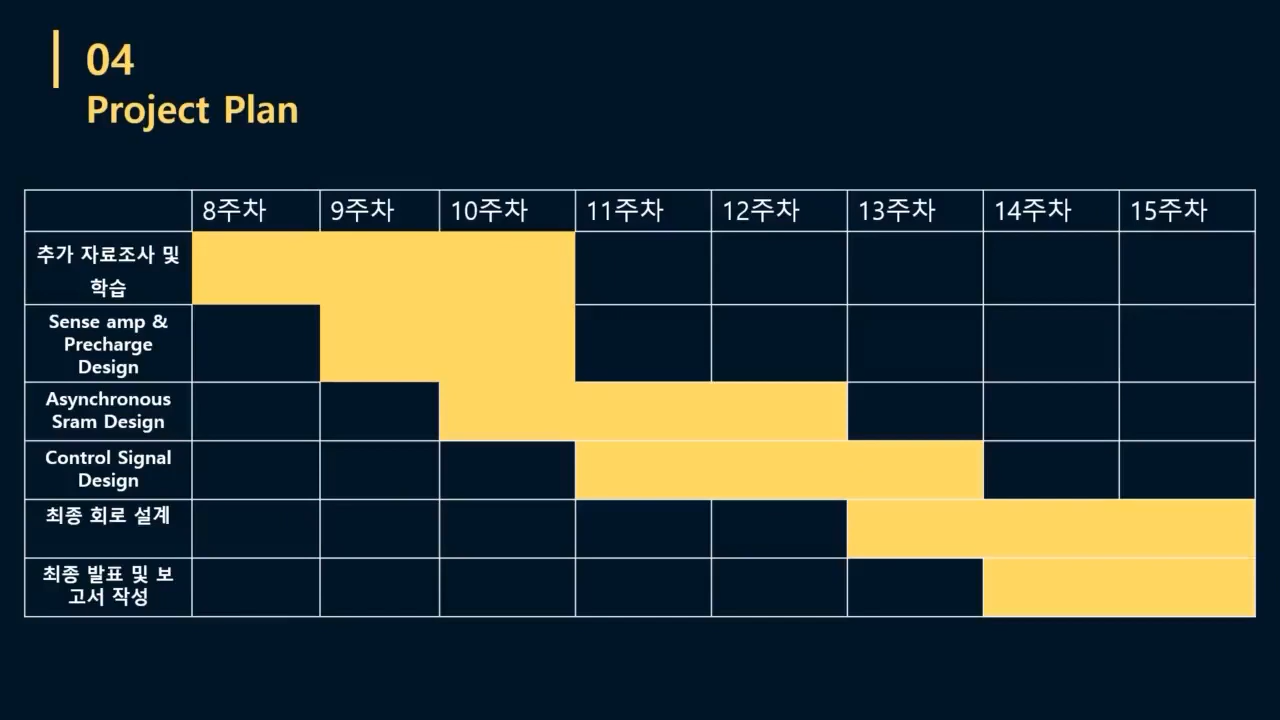 04
Project Plan
8주차 9주차 10주차 11주차 12주차 13주차 14주차 15주차
추가 자료조사 및
학습
Sense amp &
Precharge
Design
Asynchronous
Sram Design
Control Signal
Design
최종 회로 설계
최종 발표 및 보
고서 작성